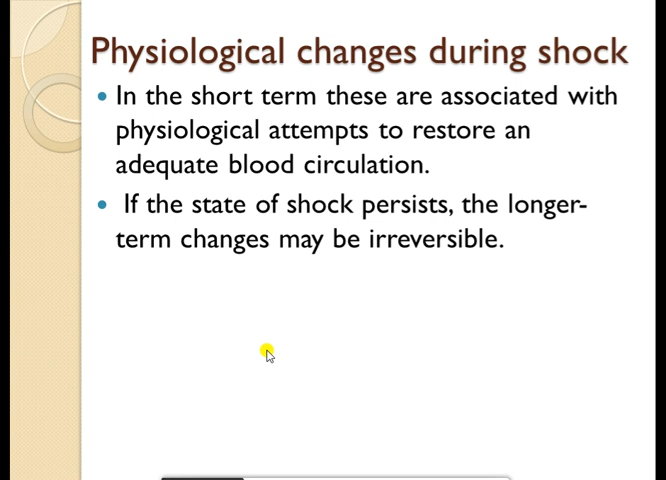 Physiological changes during shock
• In the short term these are associated with
physiological attempts to restore an
adequate blood circulation.
• If the state of shock persists, the longer-
term changes may be irreversible.